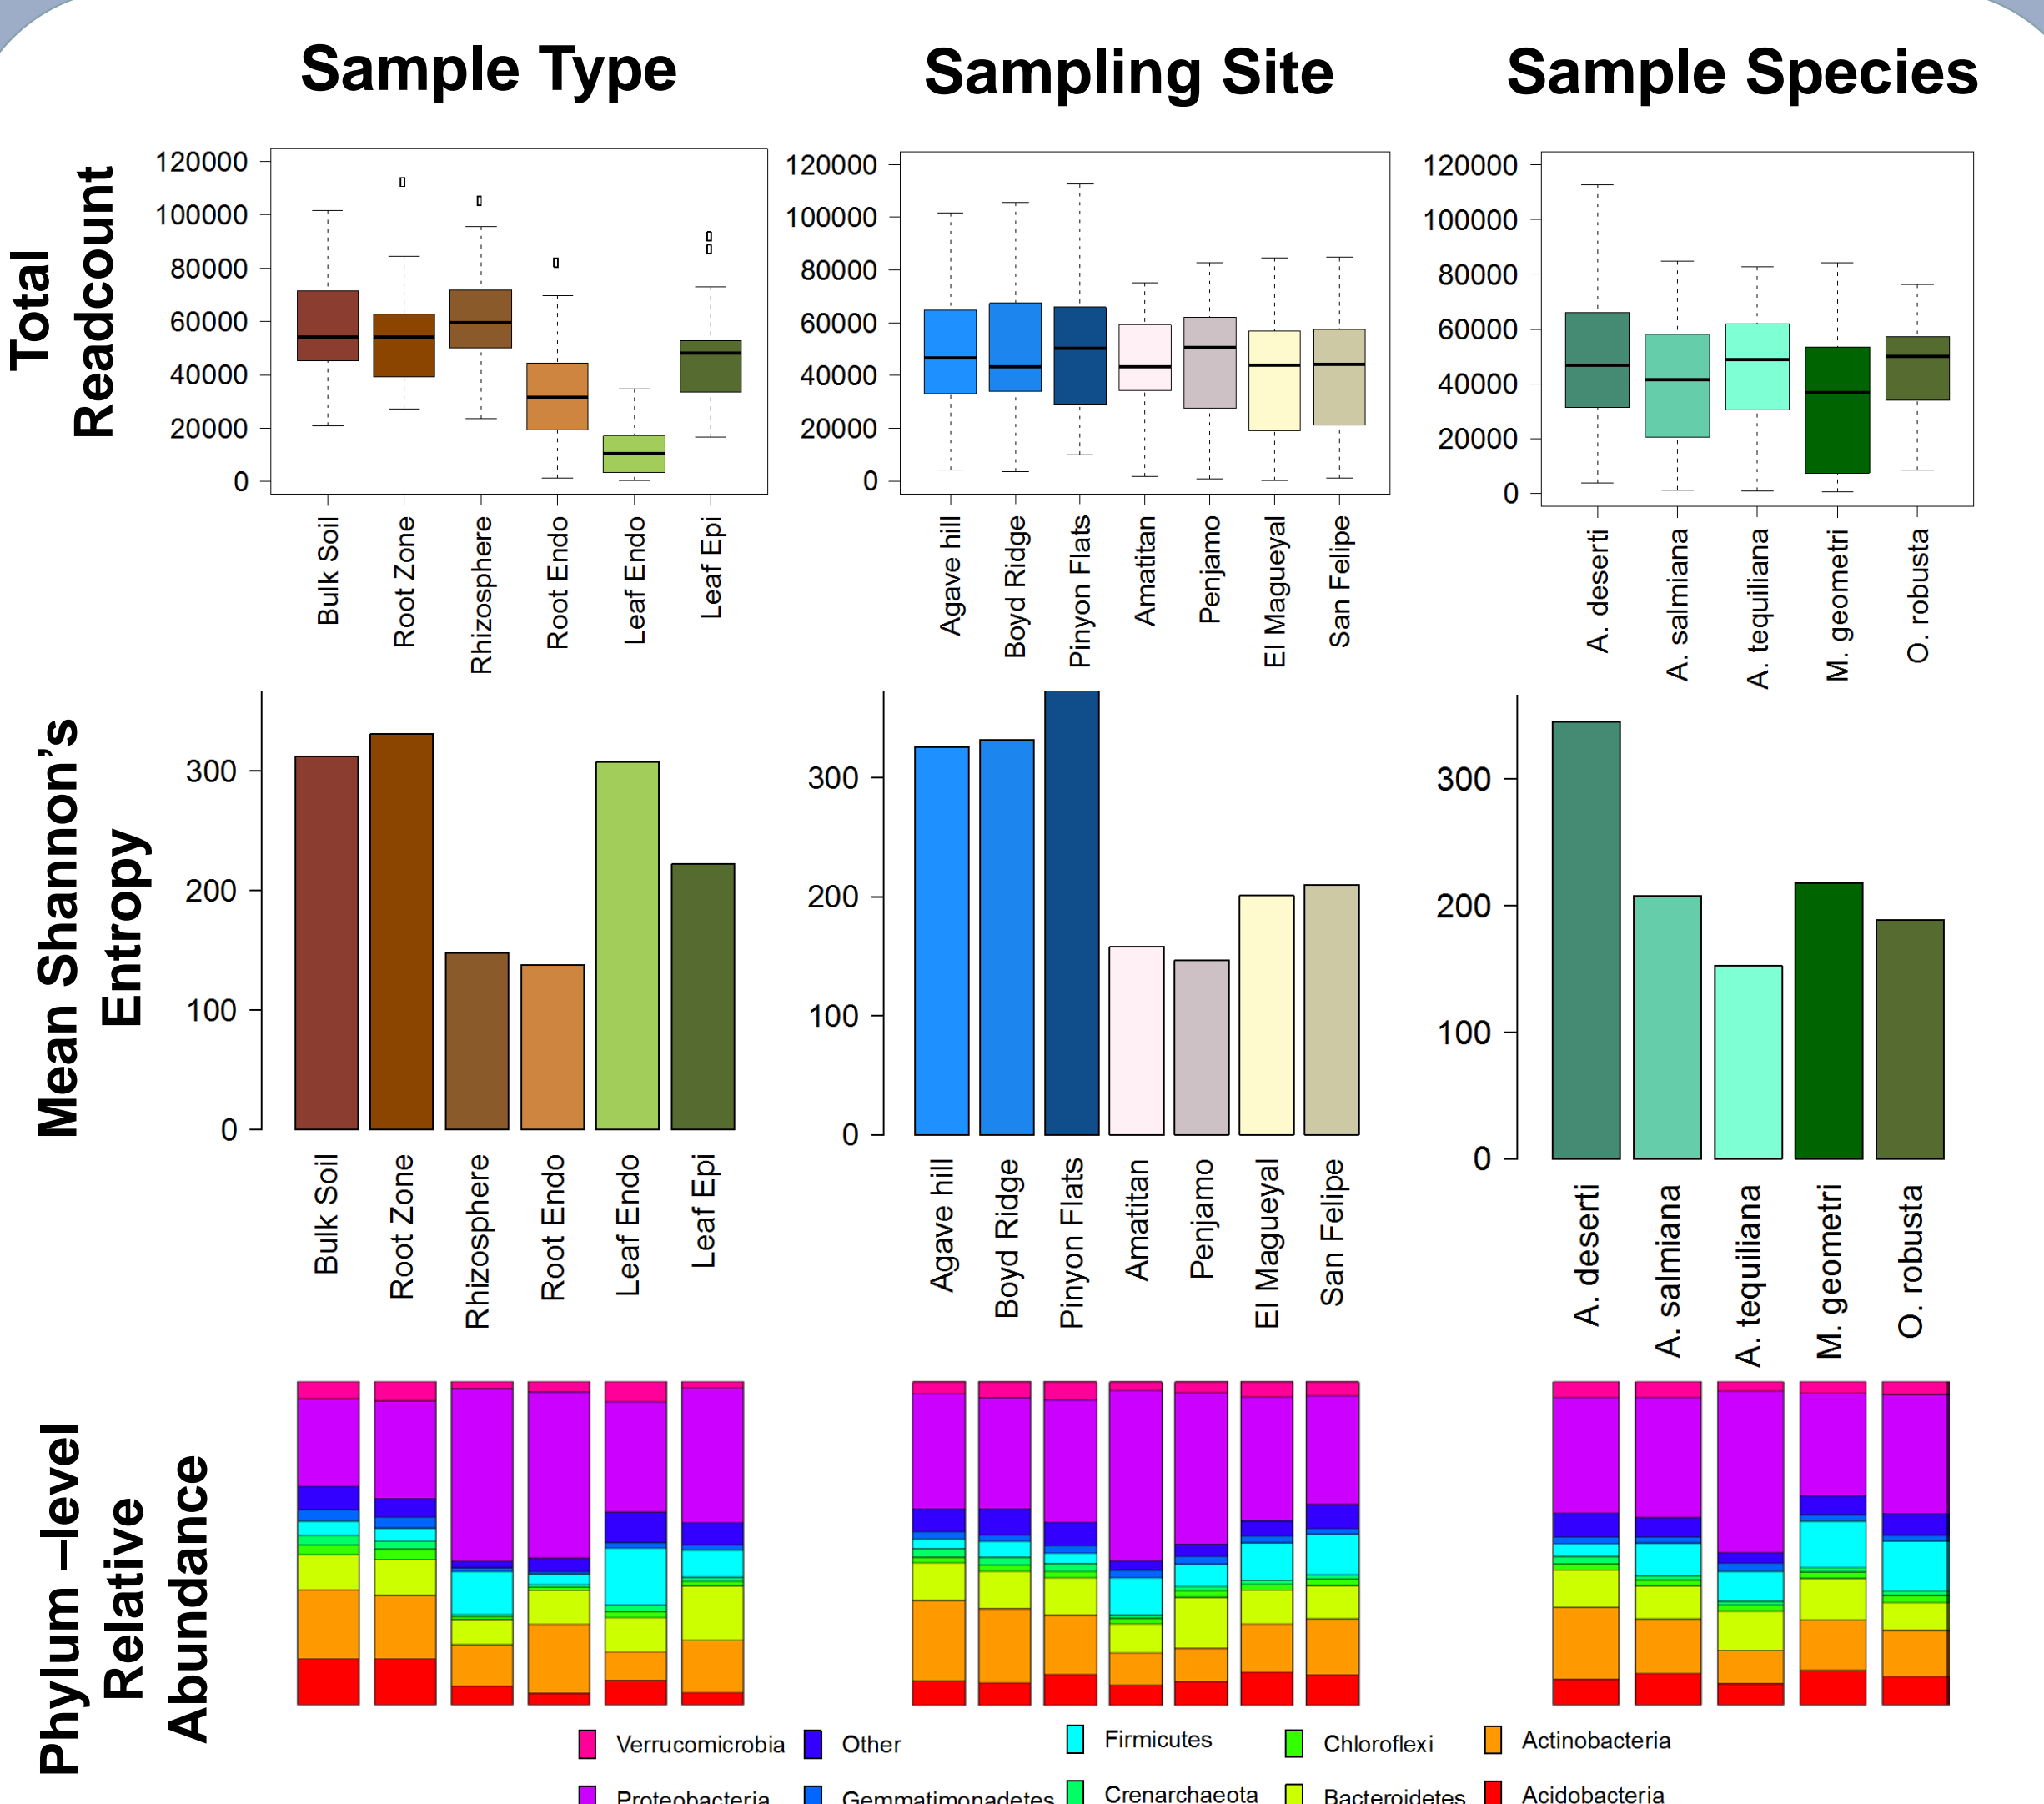 Sample Type
Sampling Site
Sample Species
Total
Readcount
120000
100000
80000
60000
40000
20000
0
Bulk Soil
Root Zone
Rhizosphere
Root Endo
Leaf Endo
Leaf Epi
120000
100000
80000
60000
40000
20000
0
Agave hill
Boyd Ridge
Pinyon Flats
Amatitan
Penjamo
El Magueyal
San Felipe
120000
100000
80000
60000
40000
20000
0
A. deserti
A. salmiana
A. tequiliana
M. geometri
O. robusta
Mean Shannon’s
Entropy
300
200
100
0
Bulk Soil
Root Zone
Rhizosphere
Root Endo
Leaf Endo
Leaf Epi
300
200
100
0
Agave hill
Boyd Ridge
Pinyon Flats
Amatitan
Penjamo
El Magueyal
San Felipe
300
200
100
0
A. deserti
A. salmiana
A. tequiliana
M. geometri
O. robusta
Phylum –level
Relative
Abundance
Verrucomicrobia
Other
Firmicutes
Chloroflexi
Actinobacteria
Proteobacteria
Gemmatimonadetes
Crenarchaeota
Bacteroidetes
Acidobacteria